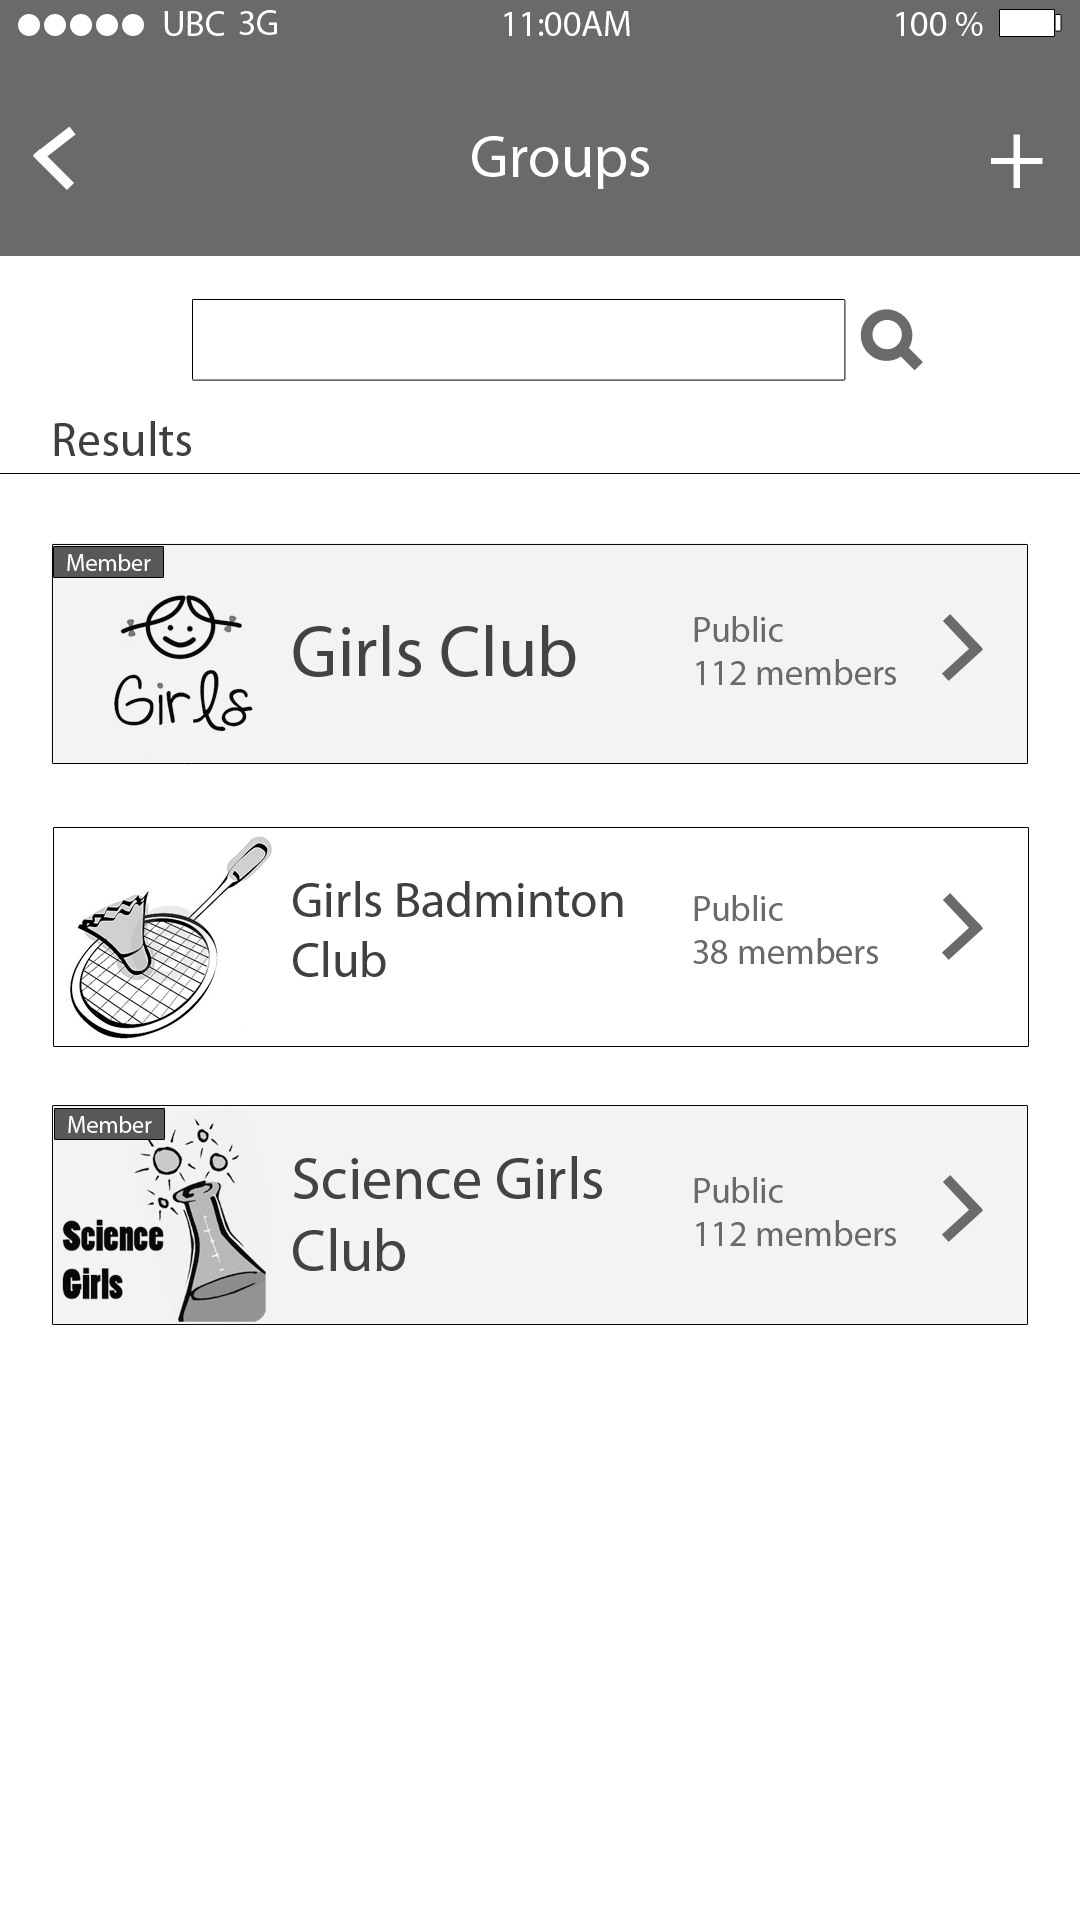 UBC 3G 11:00AM 100 %
Groups
Results
Member
Girls
Girls Club
Public
112 members
Girls Badminton
Club
Public
38 members
Member
Science
Girls
Science Girls
Club
Public
112 members